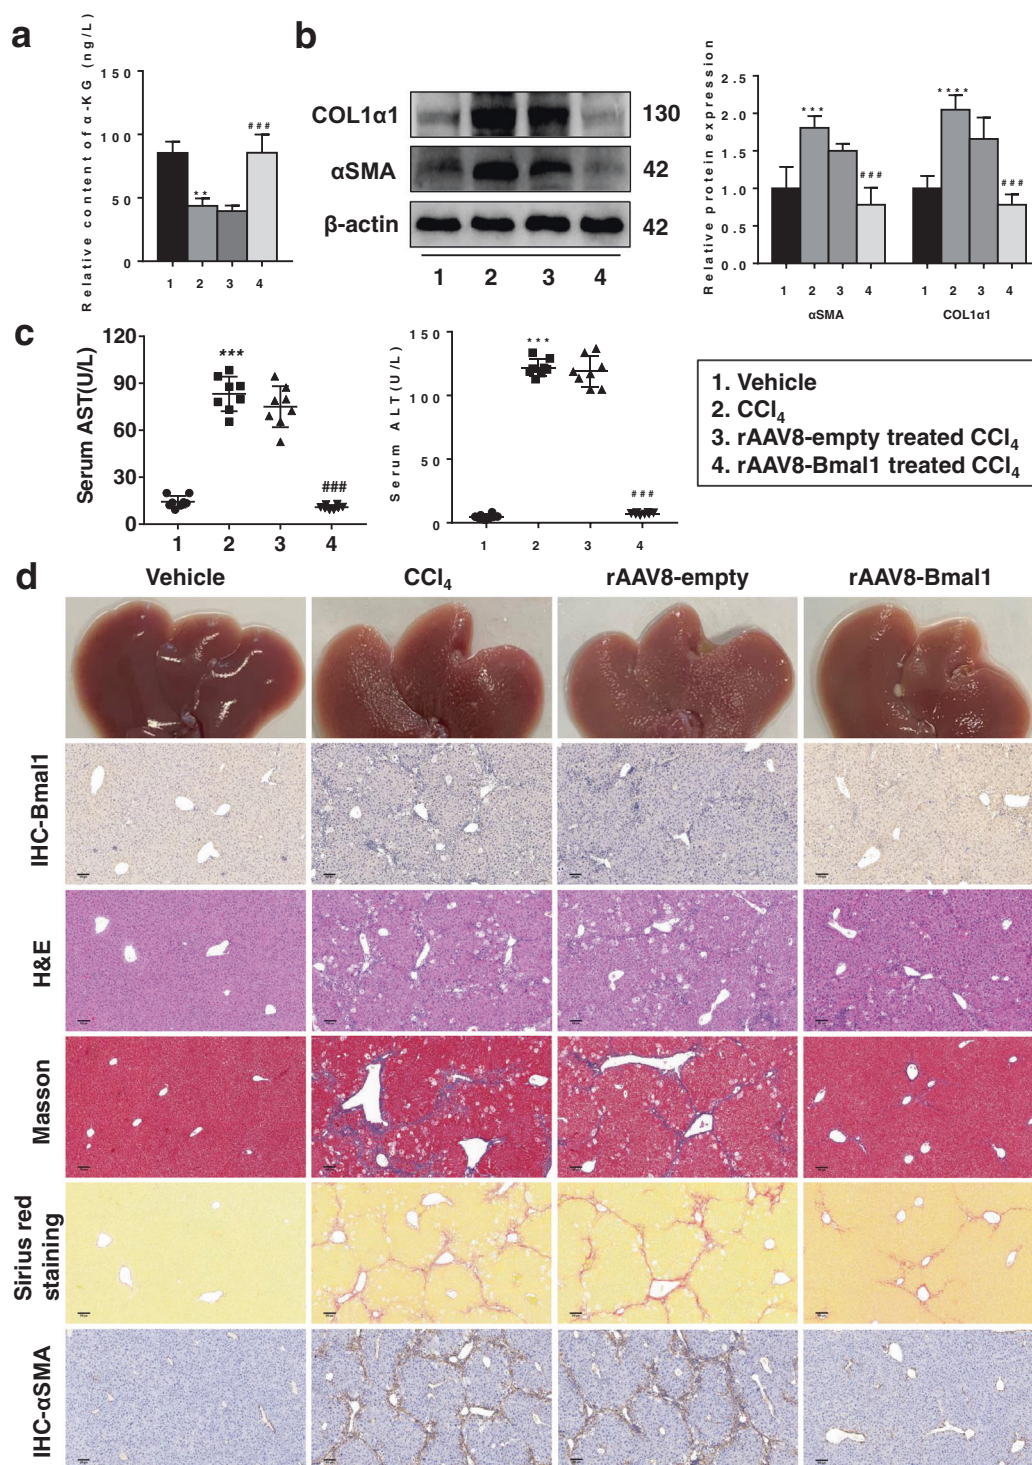 a
Relative content of α-KG (ng/L)
150
100
50
0
**
###
1 2 3 4
b
COL1α1 130
αSMA 42
β-actin 42
1 2 3 4
Relative protein expression
2.5
2.0
1.5
1.0
0.5
0.0
***
###
****
###
1 2 3 4 1 2 3 4
αSMA COL1α1
c
Serum AST(U/L)
120
90
60
30
0
***
###
1 2 3 4
Serum ALT(U/L)
150
100
50
0
***
###
1 2 3 4
1. Vehicle
2. CCl₄
3. rAAV8-empty treated CCl₄
4. rAAV8-Bmal1 treated CCl₄
d
Vehicle CCl₄ rAAV8-empty rAAV8-Bmal1
IHC-Bmal1
H&E
Masson
Sirius red
staining
IHC-αSMA